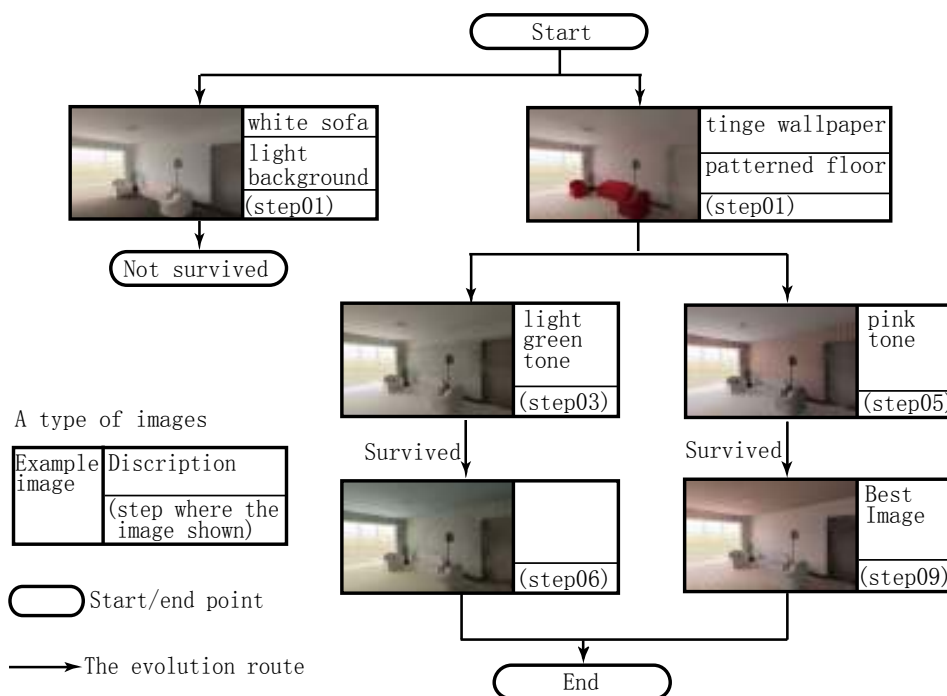 Start
white sofa
light
background
(step01)
tinge wallpaper
patterned floor
(step01)
Not survived
light
green
tone
(step03)
pink
tone
(step05)
A type of images
Example
image
Discription
(step where the
image shown)
Survived
Survived
(step06)
Best
Image
(step09)
Start/end point
The evolution route
End